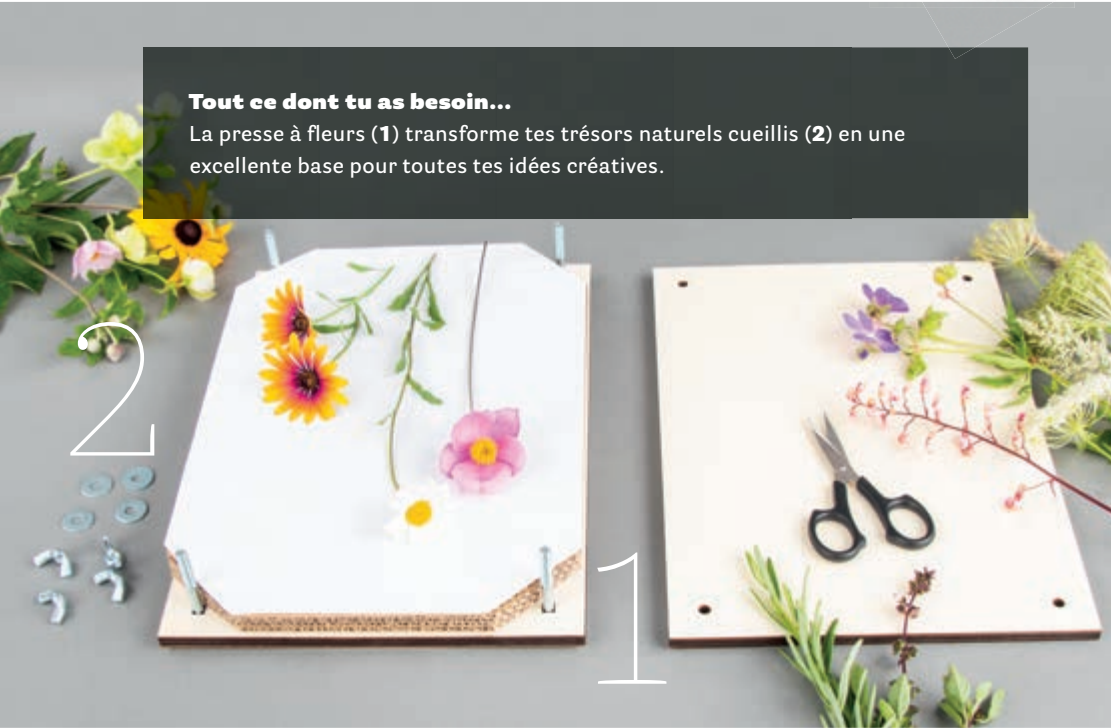 Tout ce dont tu as besoin...
La presse à fleurs (1) transforme tes trésors naturels cueillis (2) en une
excellente base pour toutes tes idées créatives.
2
1